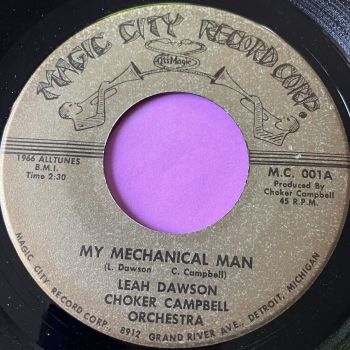 MAGIC CITY RECORD CORP.
OtisMagic
1966 ALLTUNES
B.M.I.
Time 2:30
M.C. 001A
Produced By
Choker Campbell
45 R.P.M.
MY MECHANICAL MAN
(L. Dawson C. Campbell)
LEAH DAWSON
CHOKER CAMPBELL
ORCHESTRA
MAGIC CITY RECORD CORP. 8912 GRAND RIVER AVE., DETROIT, MICHIGAN